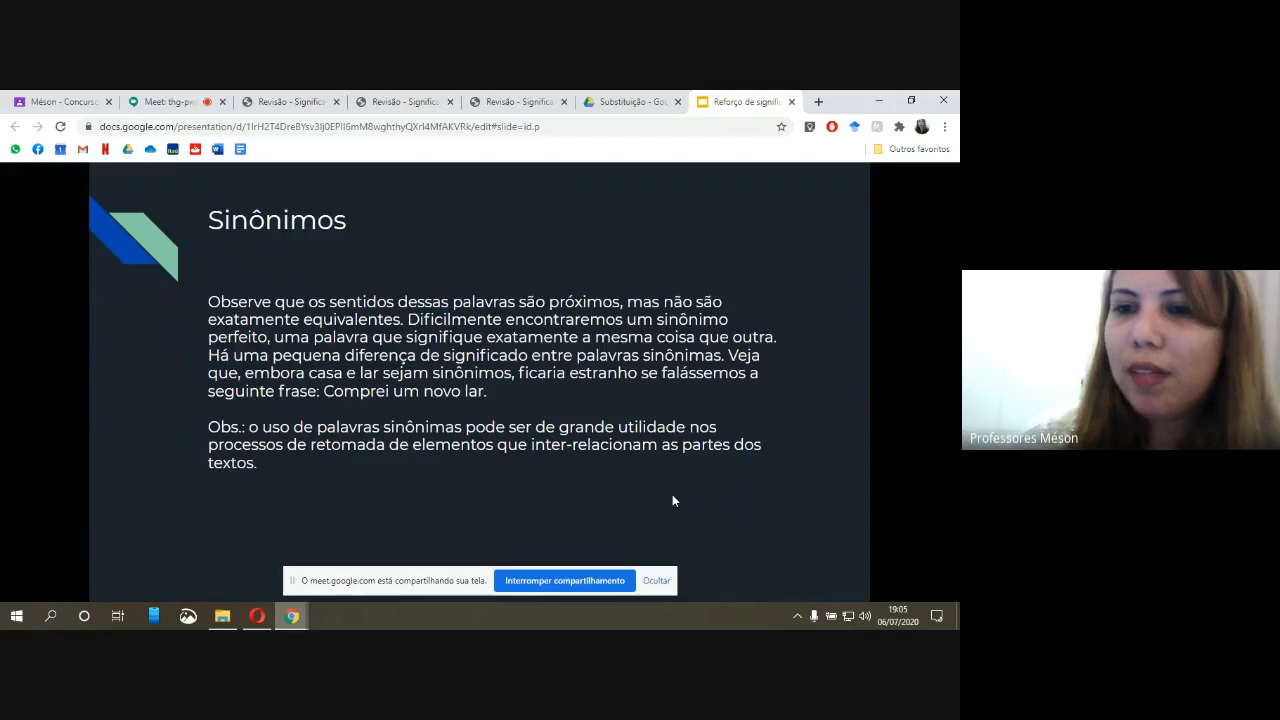 Méson - Concurs
Meet: thg-pw
Revisão - Significa
Revisão - Significa
Revisão - Significa
Substituição - Goo
Reforço de signific
docs.google.com/presentation/d/
/edit#slide=id.p
Outros favoritos
Sinônimos
Observe que os sentidos dessas palavras são próximos, mas não são
exatamente equivalentes. Dificilmente encontraremos um sinônimo
perfeito, uma palavra que signifique exatamente a mesma coisa que outra.
Há uma pequena diferença de significado entre palavras sinônimas. Veja
que, embora casa e lar sejam sinônimos, ficaria estranho se falássemos a
seguinte frase: Comprei um novo lar.
Obs.: o uso de palavras sinônimas pode ser de grande utilidade nos
processos de retomada de elementos que inter-relacionam as partes dos
textos.
Professores Méson
O meet.google.com está compartilhando sua tela.
Interromper compartilhamento
Ocultar
19:05
06/07/2020